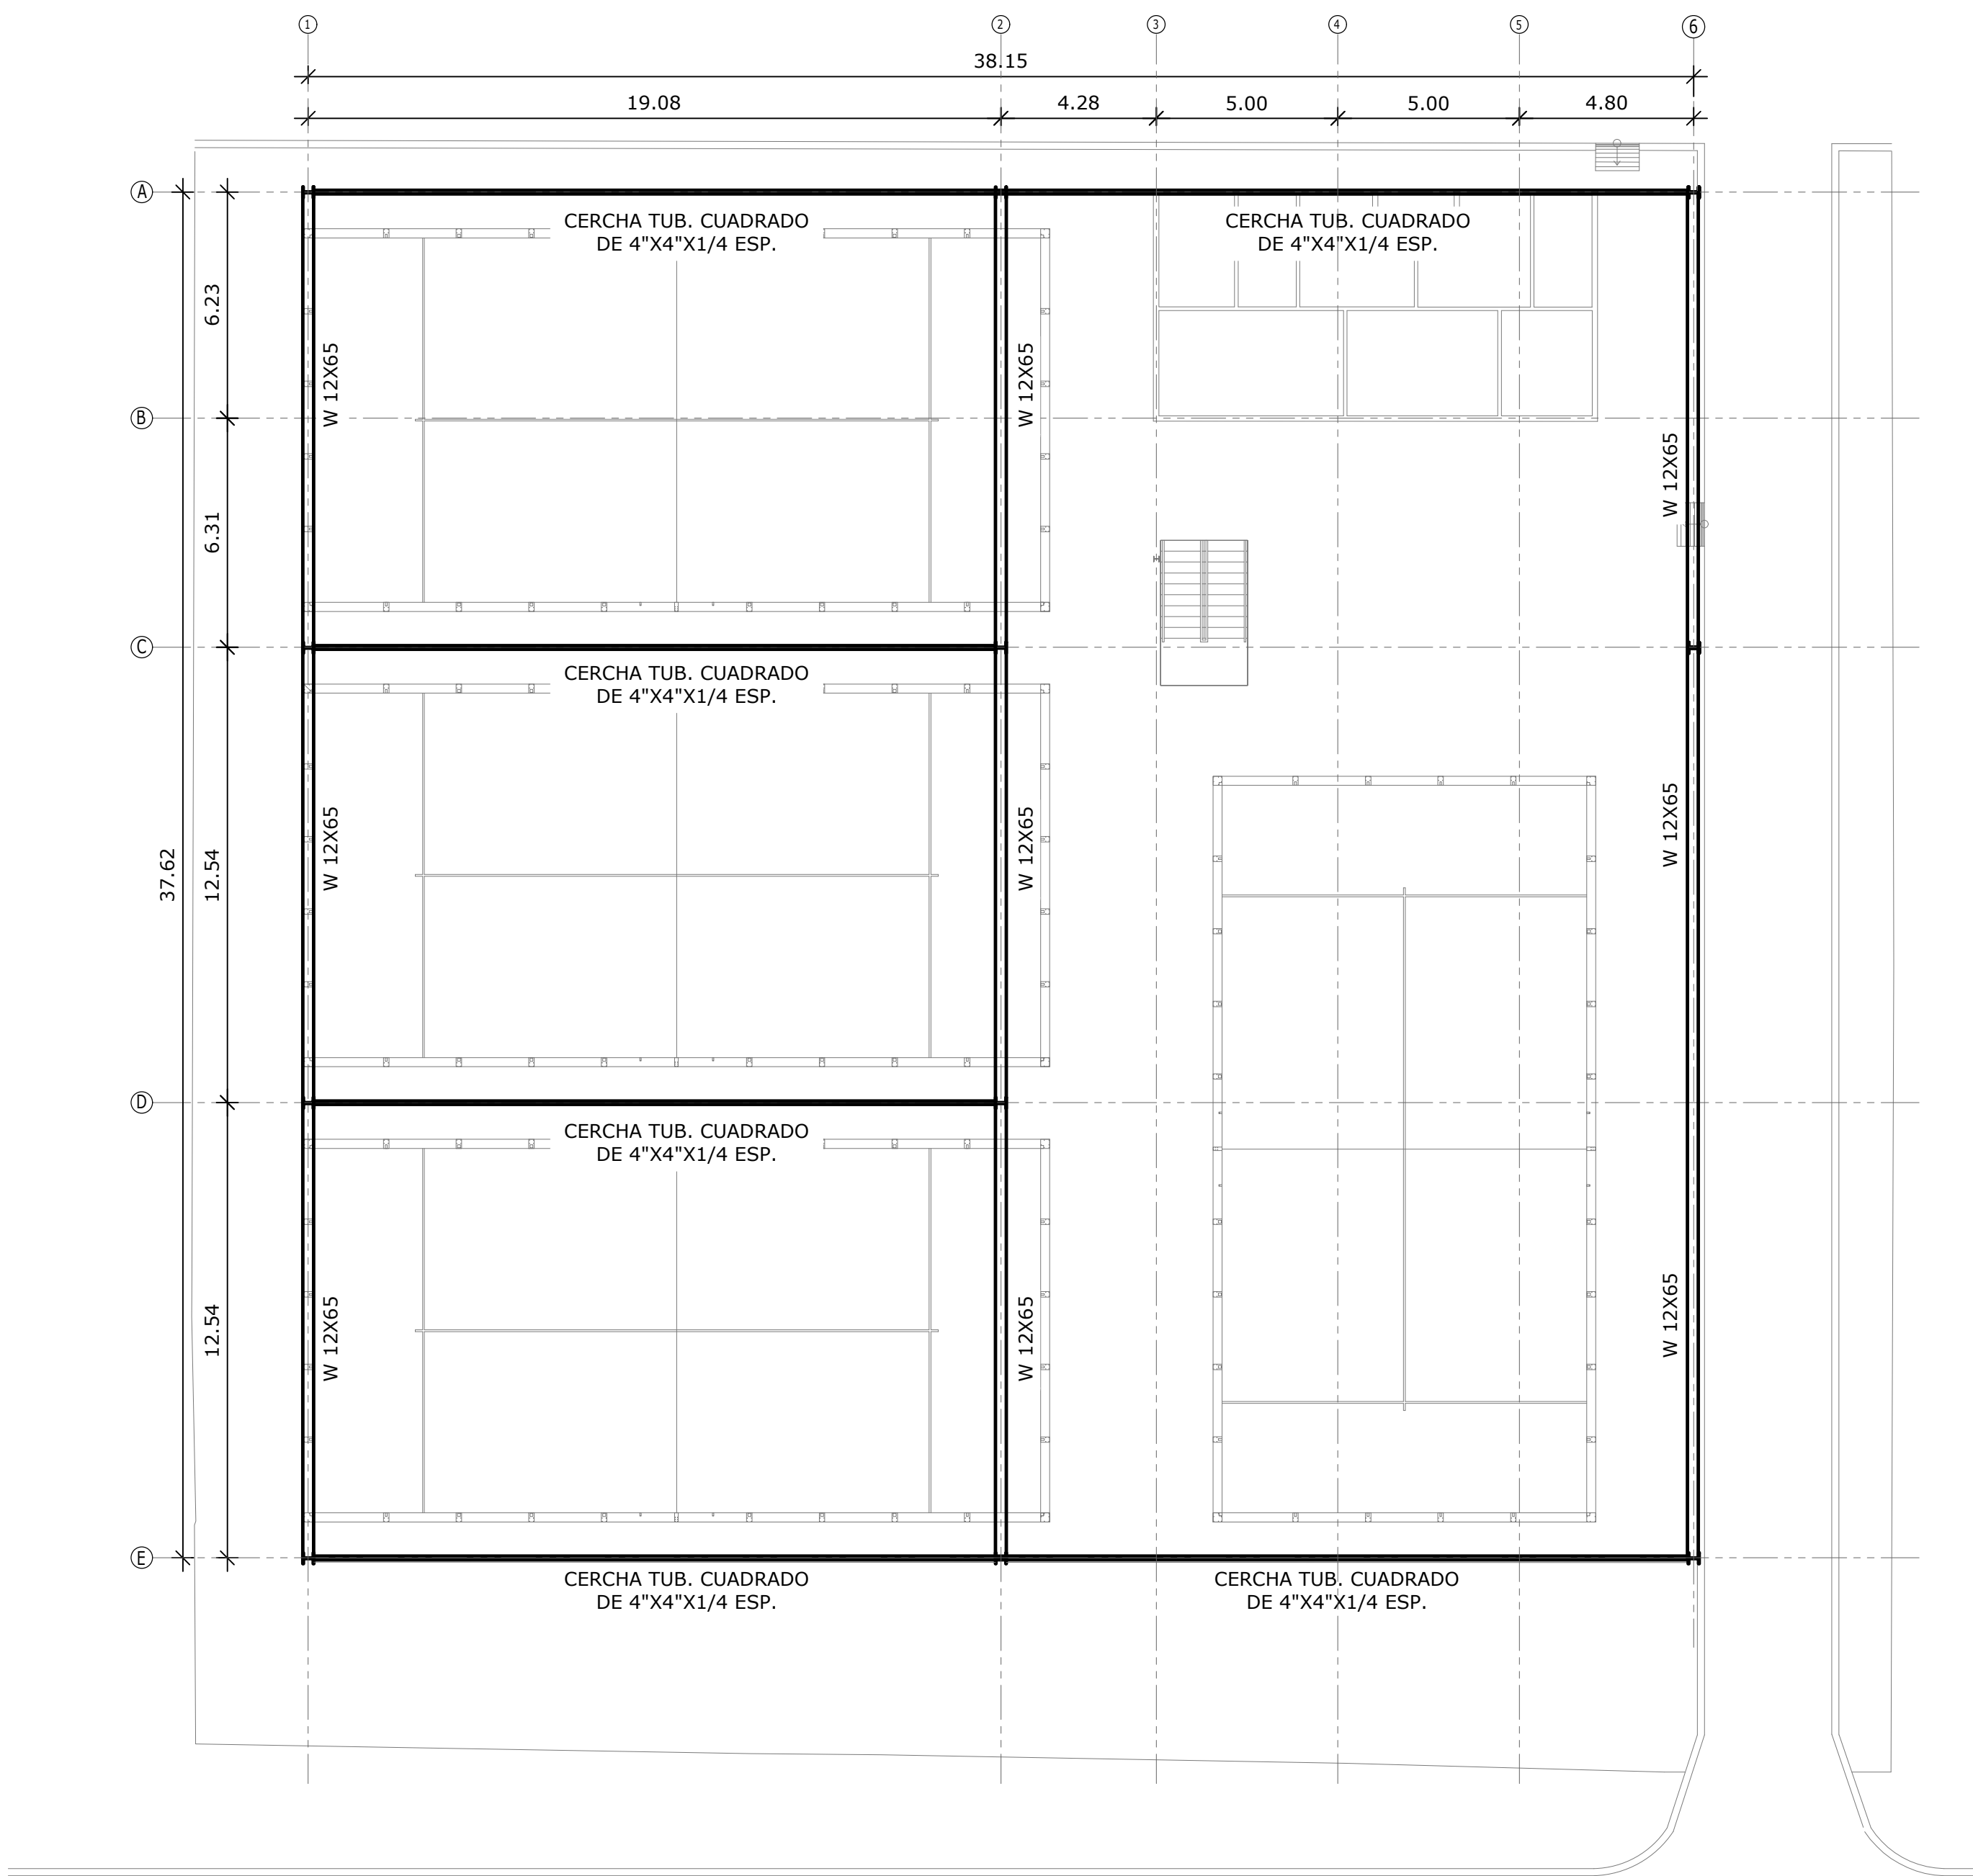 1 2 3 4 5 6
38.15
19.08 4.28 5.00 5.00 4.80
A
CERCHA TUB. CUADRADO
DE 4"X4"X1/4 ESP.
CERCHA TUB. CUADRADO
DE 4"X4"X1/4 ESP.
6.23
W 12X65
W 12X65
B
W 12X65
6.31
C
CERCHA TUB. CUADRADO
DE 4"X4"X1/4 ESP.
37.62
12.54
W 12X65
W 12X65
W 12X65
D
CERCHA TUB. CUADRADO
DE 4"X4"X1/4 ESP.
12.54
W 12X65
W 12X65
W 12X65
E
CERCHA TUB. CUADRADO
DE 4"X4"X1/4 ESP.
CERCHA TUB. CUADRADO
DE 4"X4"X1/4 ESP.